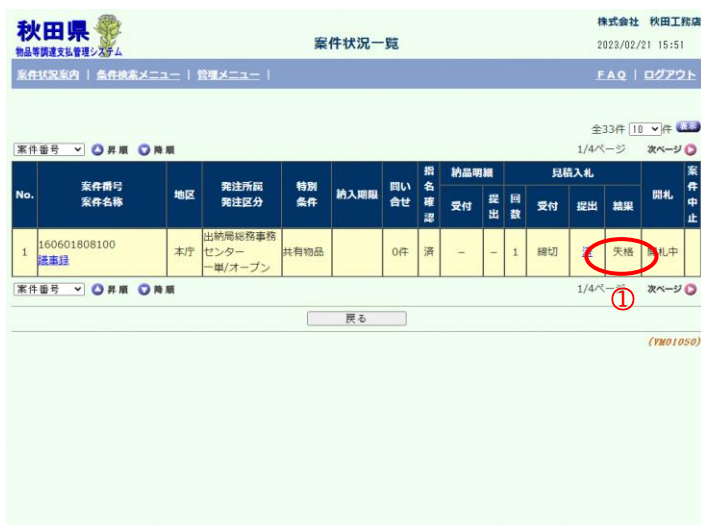 秋田県
物品等調達支払管理システム
案件状況一覧
株式会社 秋田工務店
2023/02/21 15:51
案件状況案内 | 条件検索メニュー | 管理メニュー |
FAQ | ログアウト
全33件 10 件 表示
案件番号 昇順 降順
1/4ページ 次ページ
No.
案件番号
案件名称
地区
発注所属
発注区分
特別
条件
納入期限
問い
合せ
指
名
確
認
納品明細
受付
提
出
見積入札
回
数
受付
提出
結果
開札
案
件
中
止
1
160601808100
議事録
本庁
出納局総務事務
センター
一単/オープン
共有物品
0件
済
-
-
1
締切
済
失格
開札中
案件番号 昇順 降順
1/4ページ 次ページ
①
戻る
(VM01050)